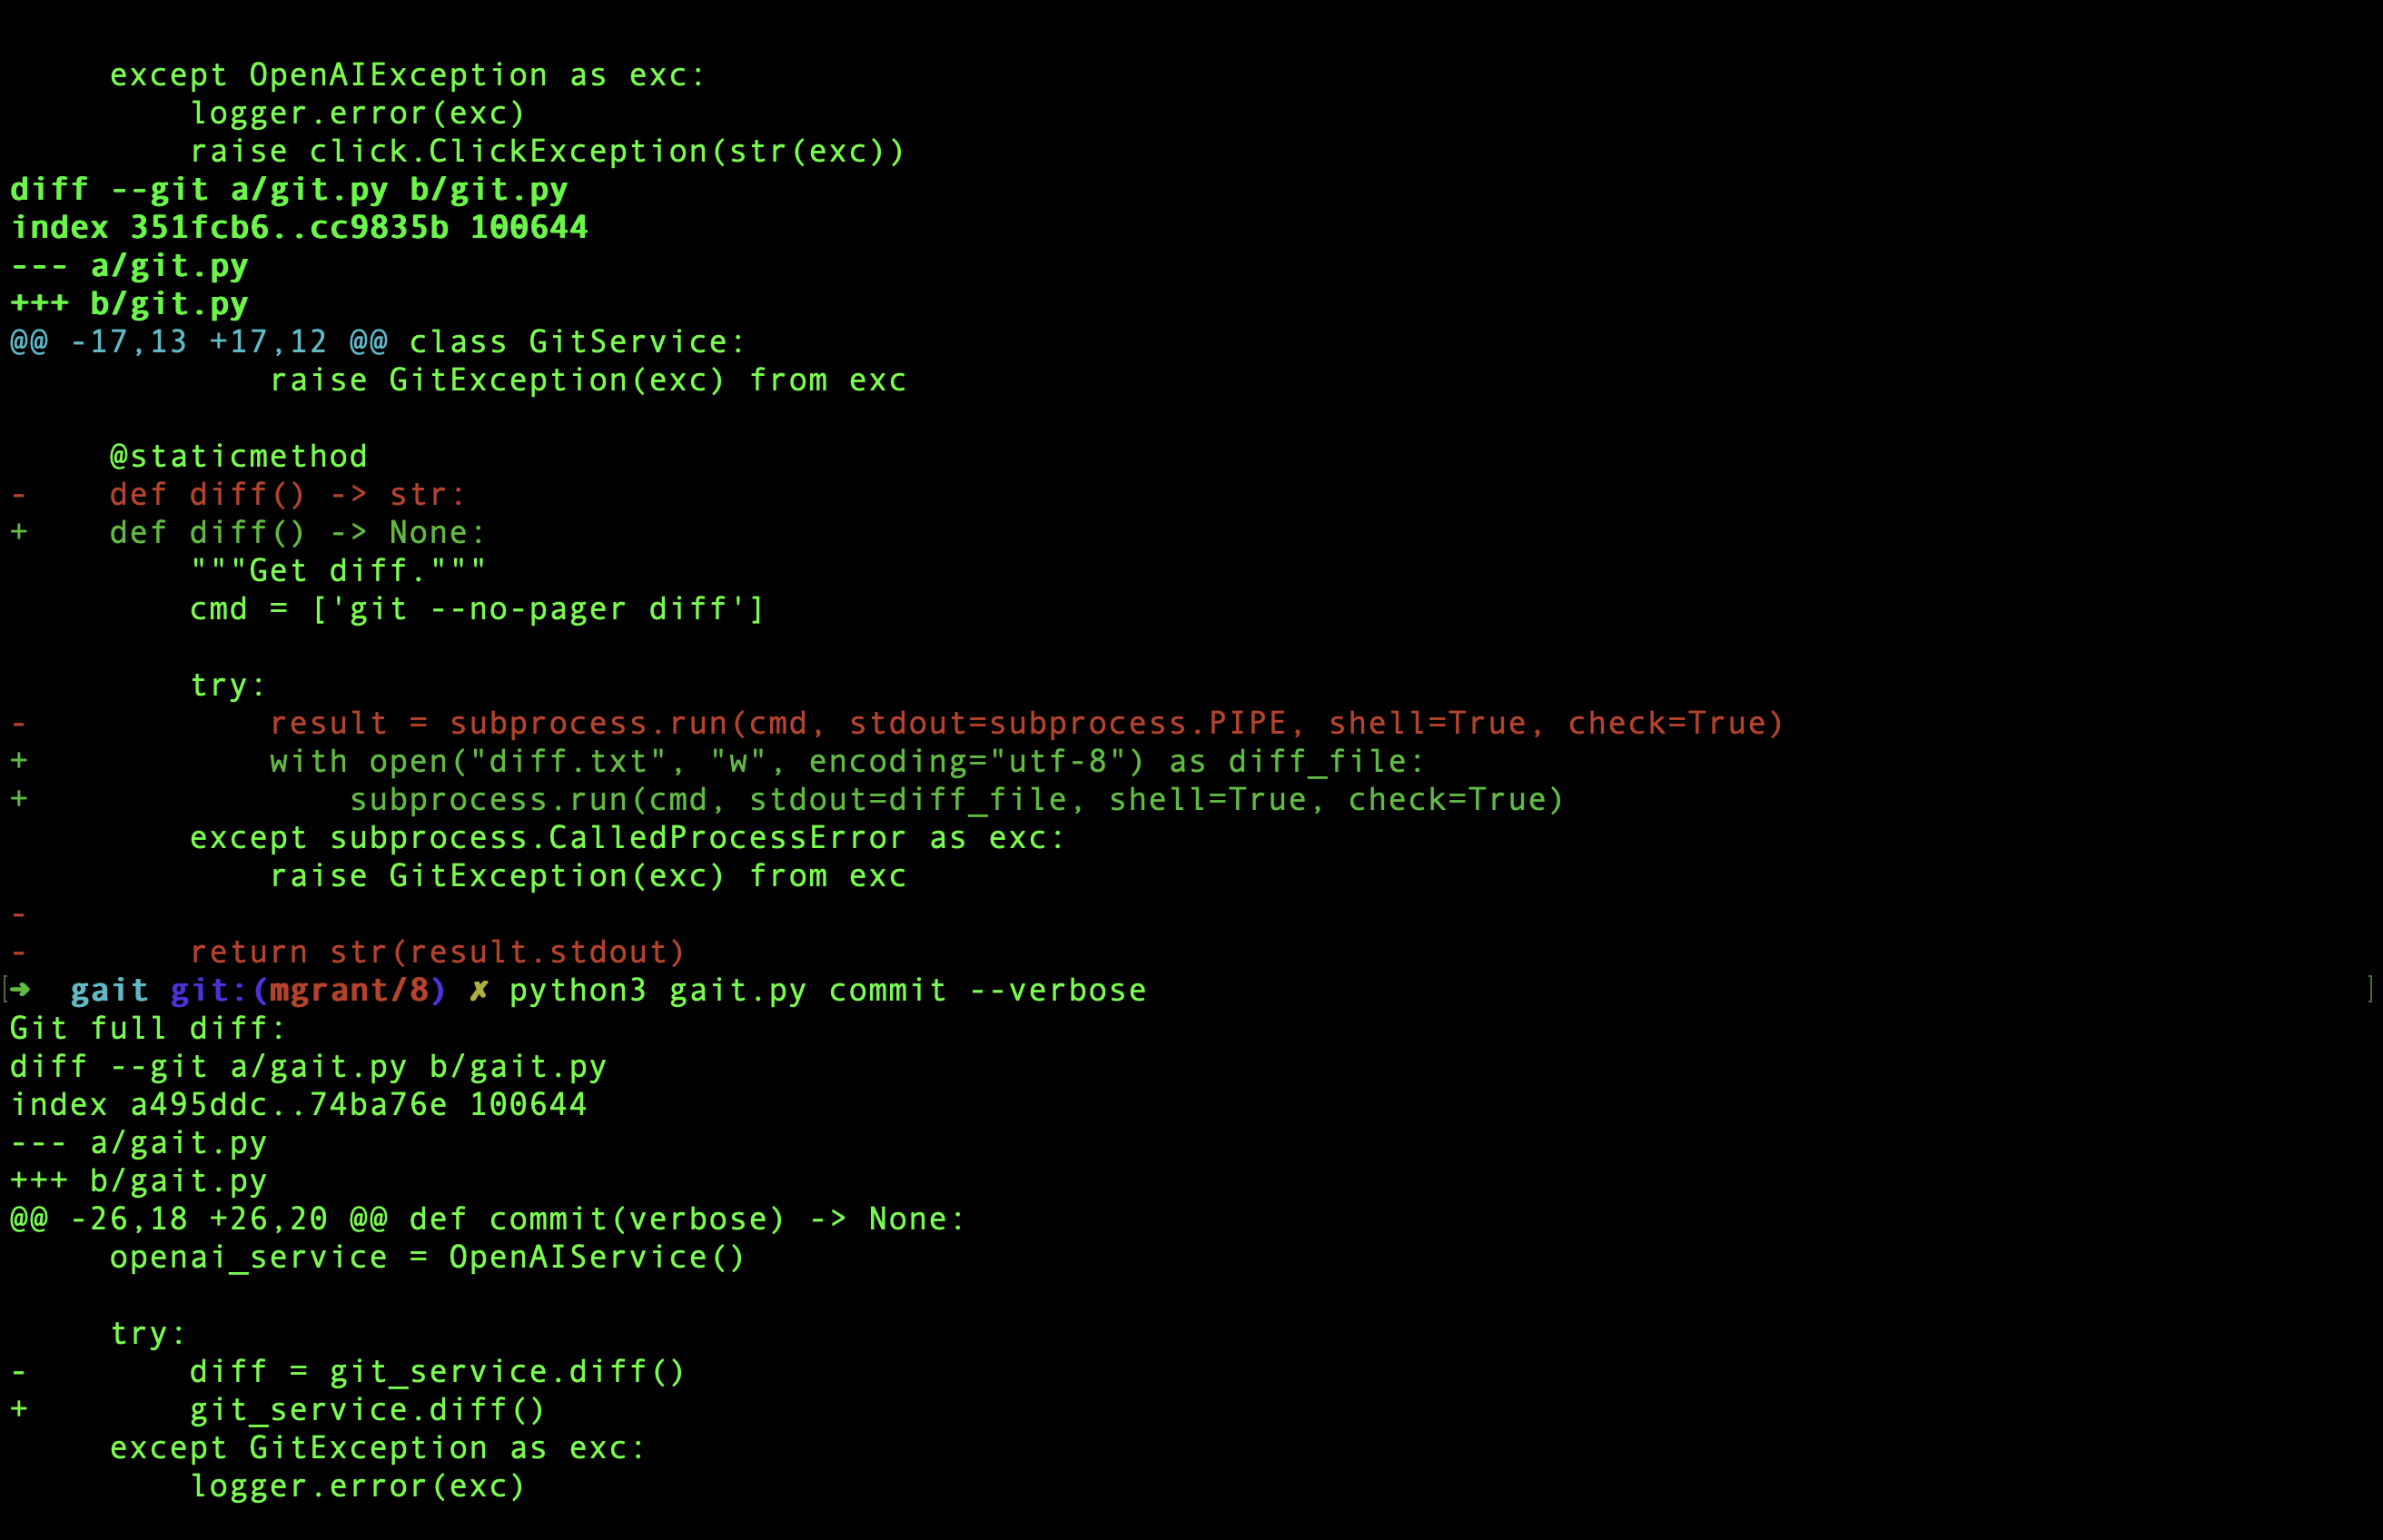 except OpenAIException as exc:
        logger.error(exc)
        raise click.ClickException(str(exc))
diff --git a/git.py b/git.py
index 351fcb6..cc9835b 100644
--- a/git.py
+++ b/git.py
@@ -17,13 +17,12 @@ class GitService:
             raise GitException(exc) from exc

     @staticmethod
-    def diff() -> str:
+    def diff() -> None:
         """Get diff."""
         cmd = ['git --no-pager diff']

         try:
-            result = subprocess.run(cmd, stdout=subprocess.PIPE, shell=True, check=True)
+            with open("diff.txt", "w", encoding="utf-8") as diff_file:
+                subprocess.run(cmd, stdout=diff_file, shell=True, check=True)
         except subprocess.CalledProcessError as exc:
             raise GitException(exc) from exc
-
-        return str(result.stdout)
[➜  gait git:(mgrant/8) ✗ python3 gait.py commit --verbose ]
Git full diff:
diff --git a/gait.py b/gait.py
index a495ddc..74ba76e 100644
--- a/gait.py
+++ b/gait.py
@@ -26,18 +26,20 @@ def commit(verbose) -> None:
     openai_service = OpenAIService()

     try:
-        diff = git_service.diff()
+        git_service.diff()
     except GitException as exc:
         logger.error(exc)